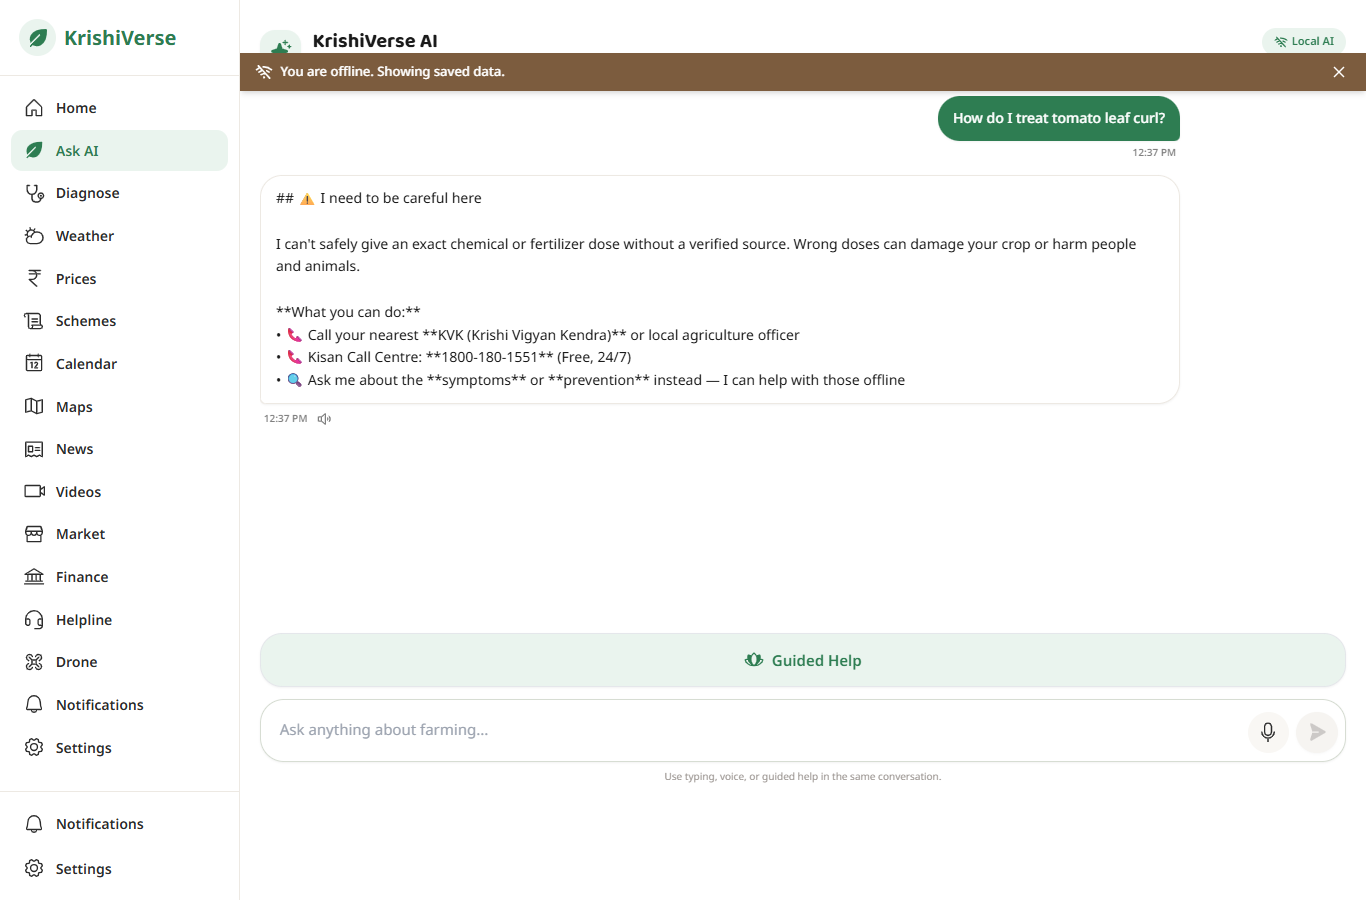 KrishiVerse
Home
Ask AI
Diagnose
Weather
Prices
Schemes
Calendar
Maps
News
Videos
Market
Finance
Helpline
Drone
Notifications
Settings
Notifications
Settings
KrishiVerse AI
Local AI
You are offline. Showing saved data.
How do I treat tomato leaf curl?
12:37 PM
## ⚠️ I need to be careful here
I can't safely give an exact chemical or fertilizer dose without a verified source. Wrong doses can damage your crop or harm people
and animals.
**What you can do:**
• 📞 Call your nearest **KVK (Krishi Vigyan Kendra)** or local agriculture officer
• 📞 Kisan Call Centre: **1800-180-1551** (Free, 24/7)
• 🔍 Ask me about the **symptoms** or **prevention** instead — I can help with those offline
12:37 PM
Guided Help
Ask anything about farming...
Use typing, voice, or guided help in the same conversation.